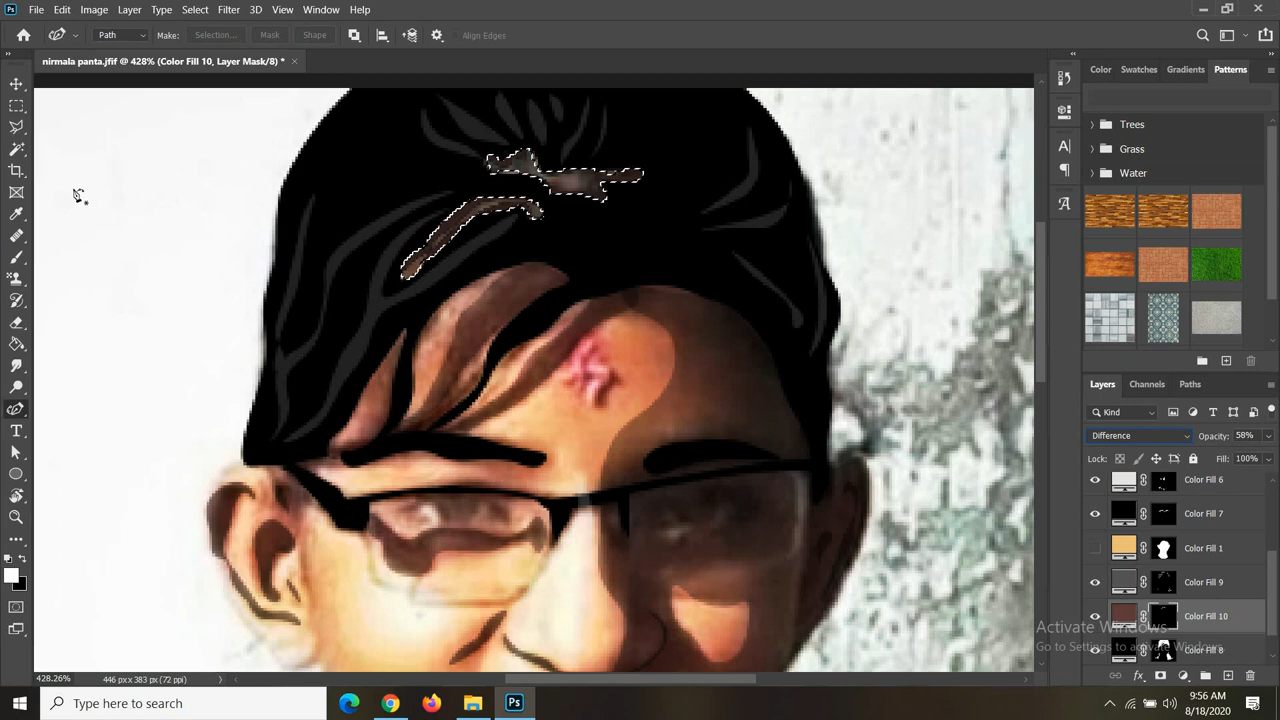 File Edit Image Layer Type Select Filter 3D View Window Help
Path Make: Selection... Mask Shape Align Edges
nirmala panta.jfif @ 428% (Color Fill 10, Layer Mask/8) *
Color Swatches Gradients Patterns
Trees
Grass
Water
Layers Channels Paths
Kind
Difference Opacity: 58%
Lock: Fill: 100%
Color Fill 6
Color Fill 7
Color Fill 1
Color Fill 9
Color Fill 10
Color Fill 8
Activate Windows
Go to Settings to activate Windows.
428.26% 446 px x 383 px (72 ppi)
Type here to search
9:56 AM
8/18/2020